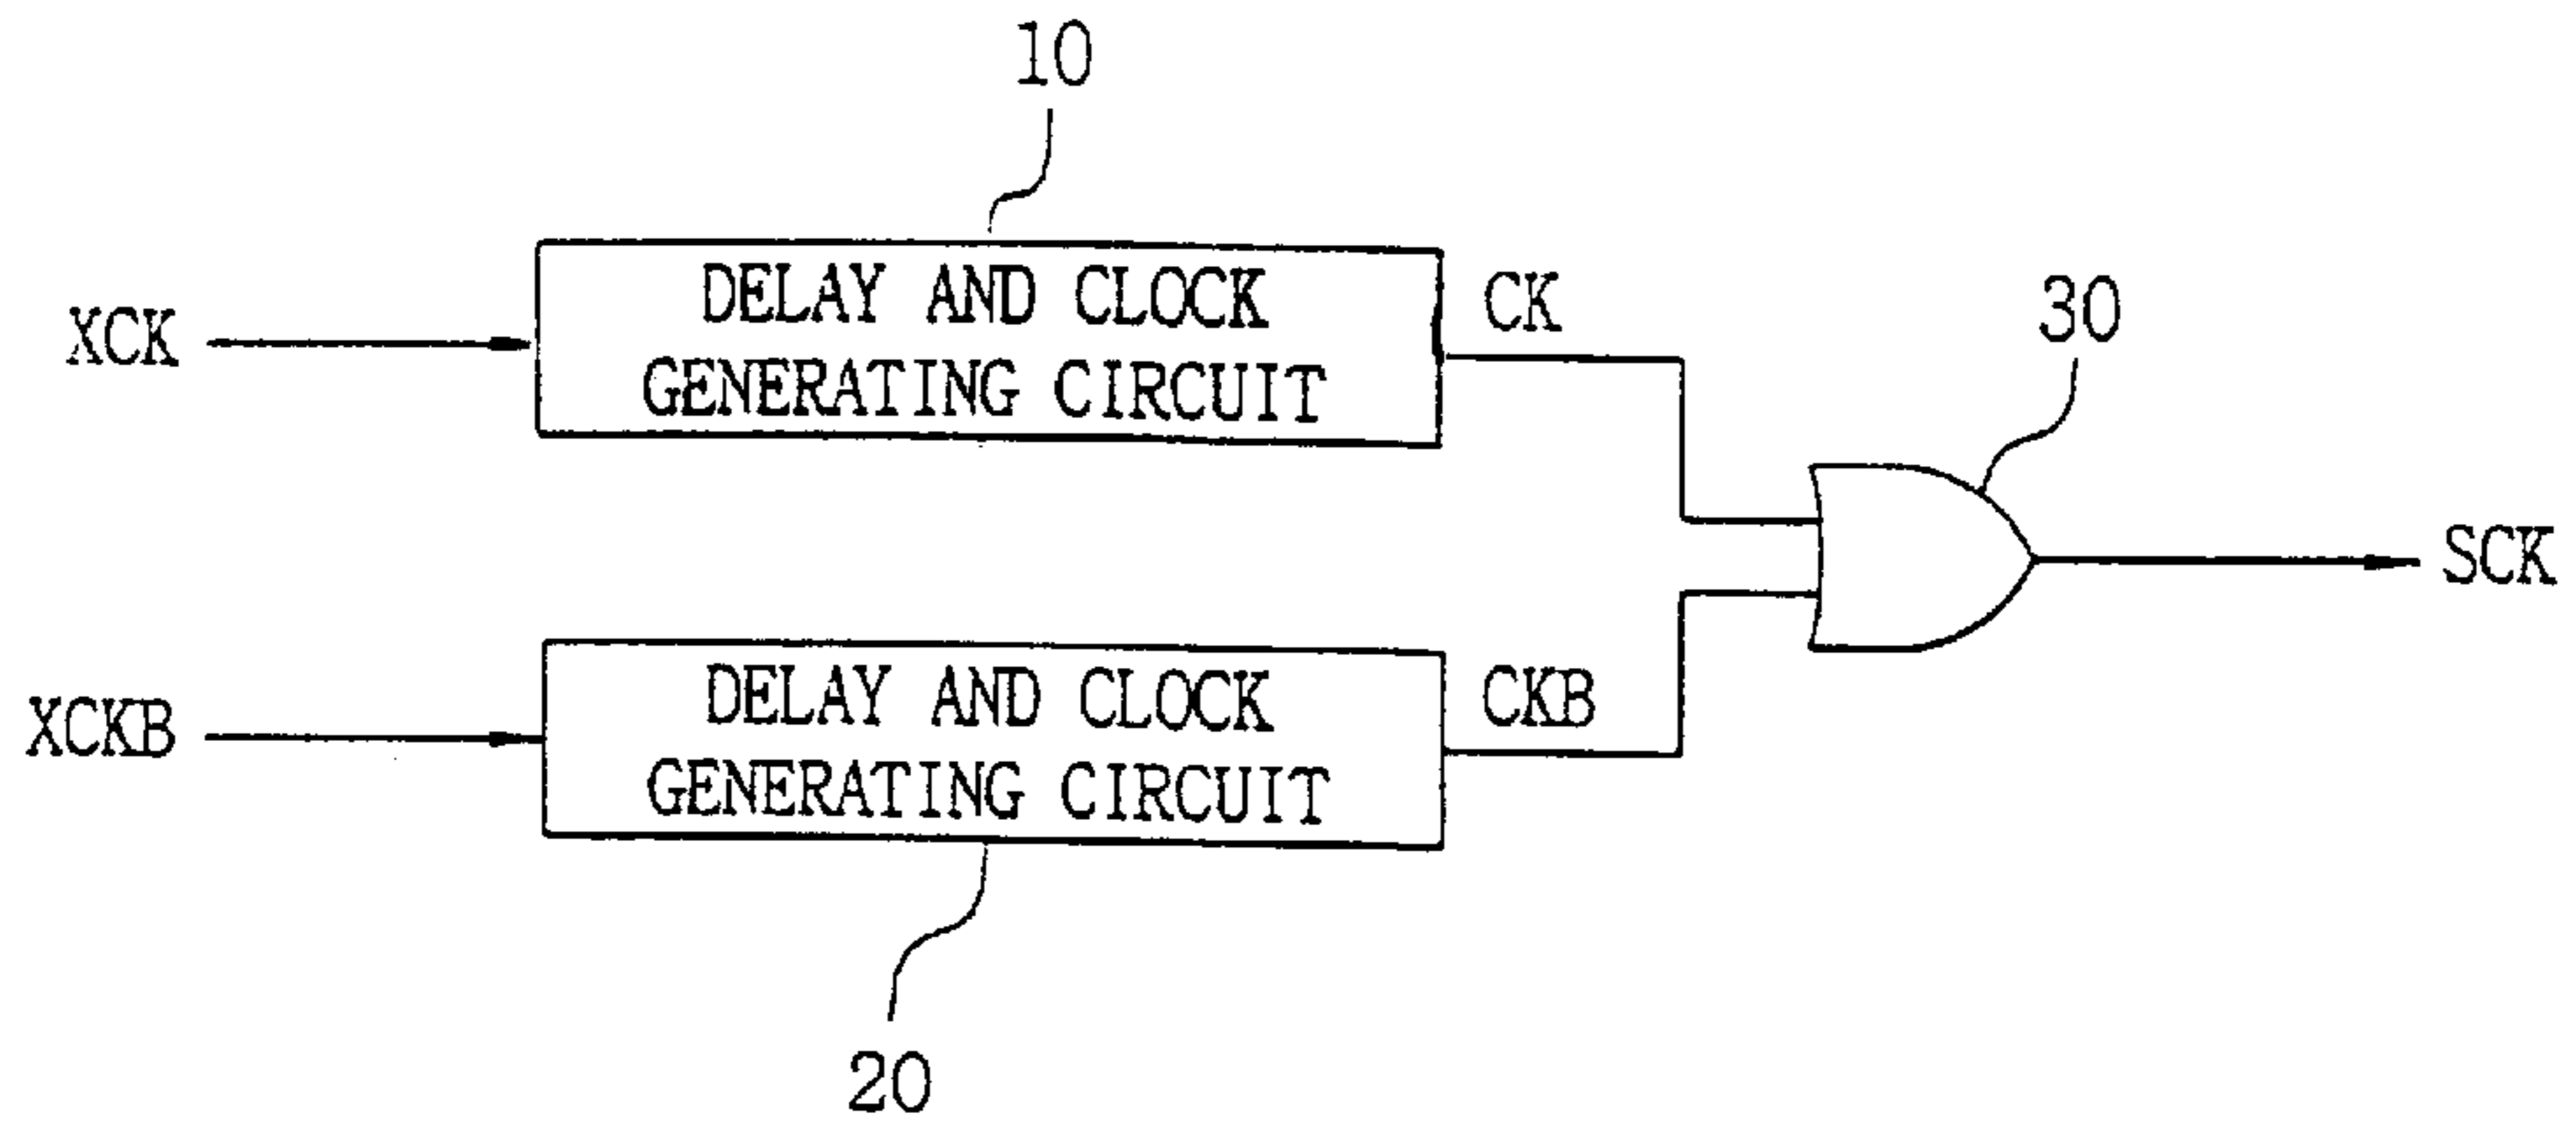 10
XCK
DELAY AND CLOCK
GENERATING CIRCUIT
CK
30
SCK
XCKB
DELAY AND CLOCK
GENERATING CIRCUIT
CKB
20